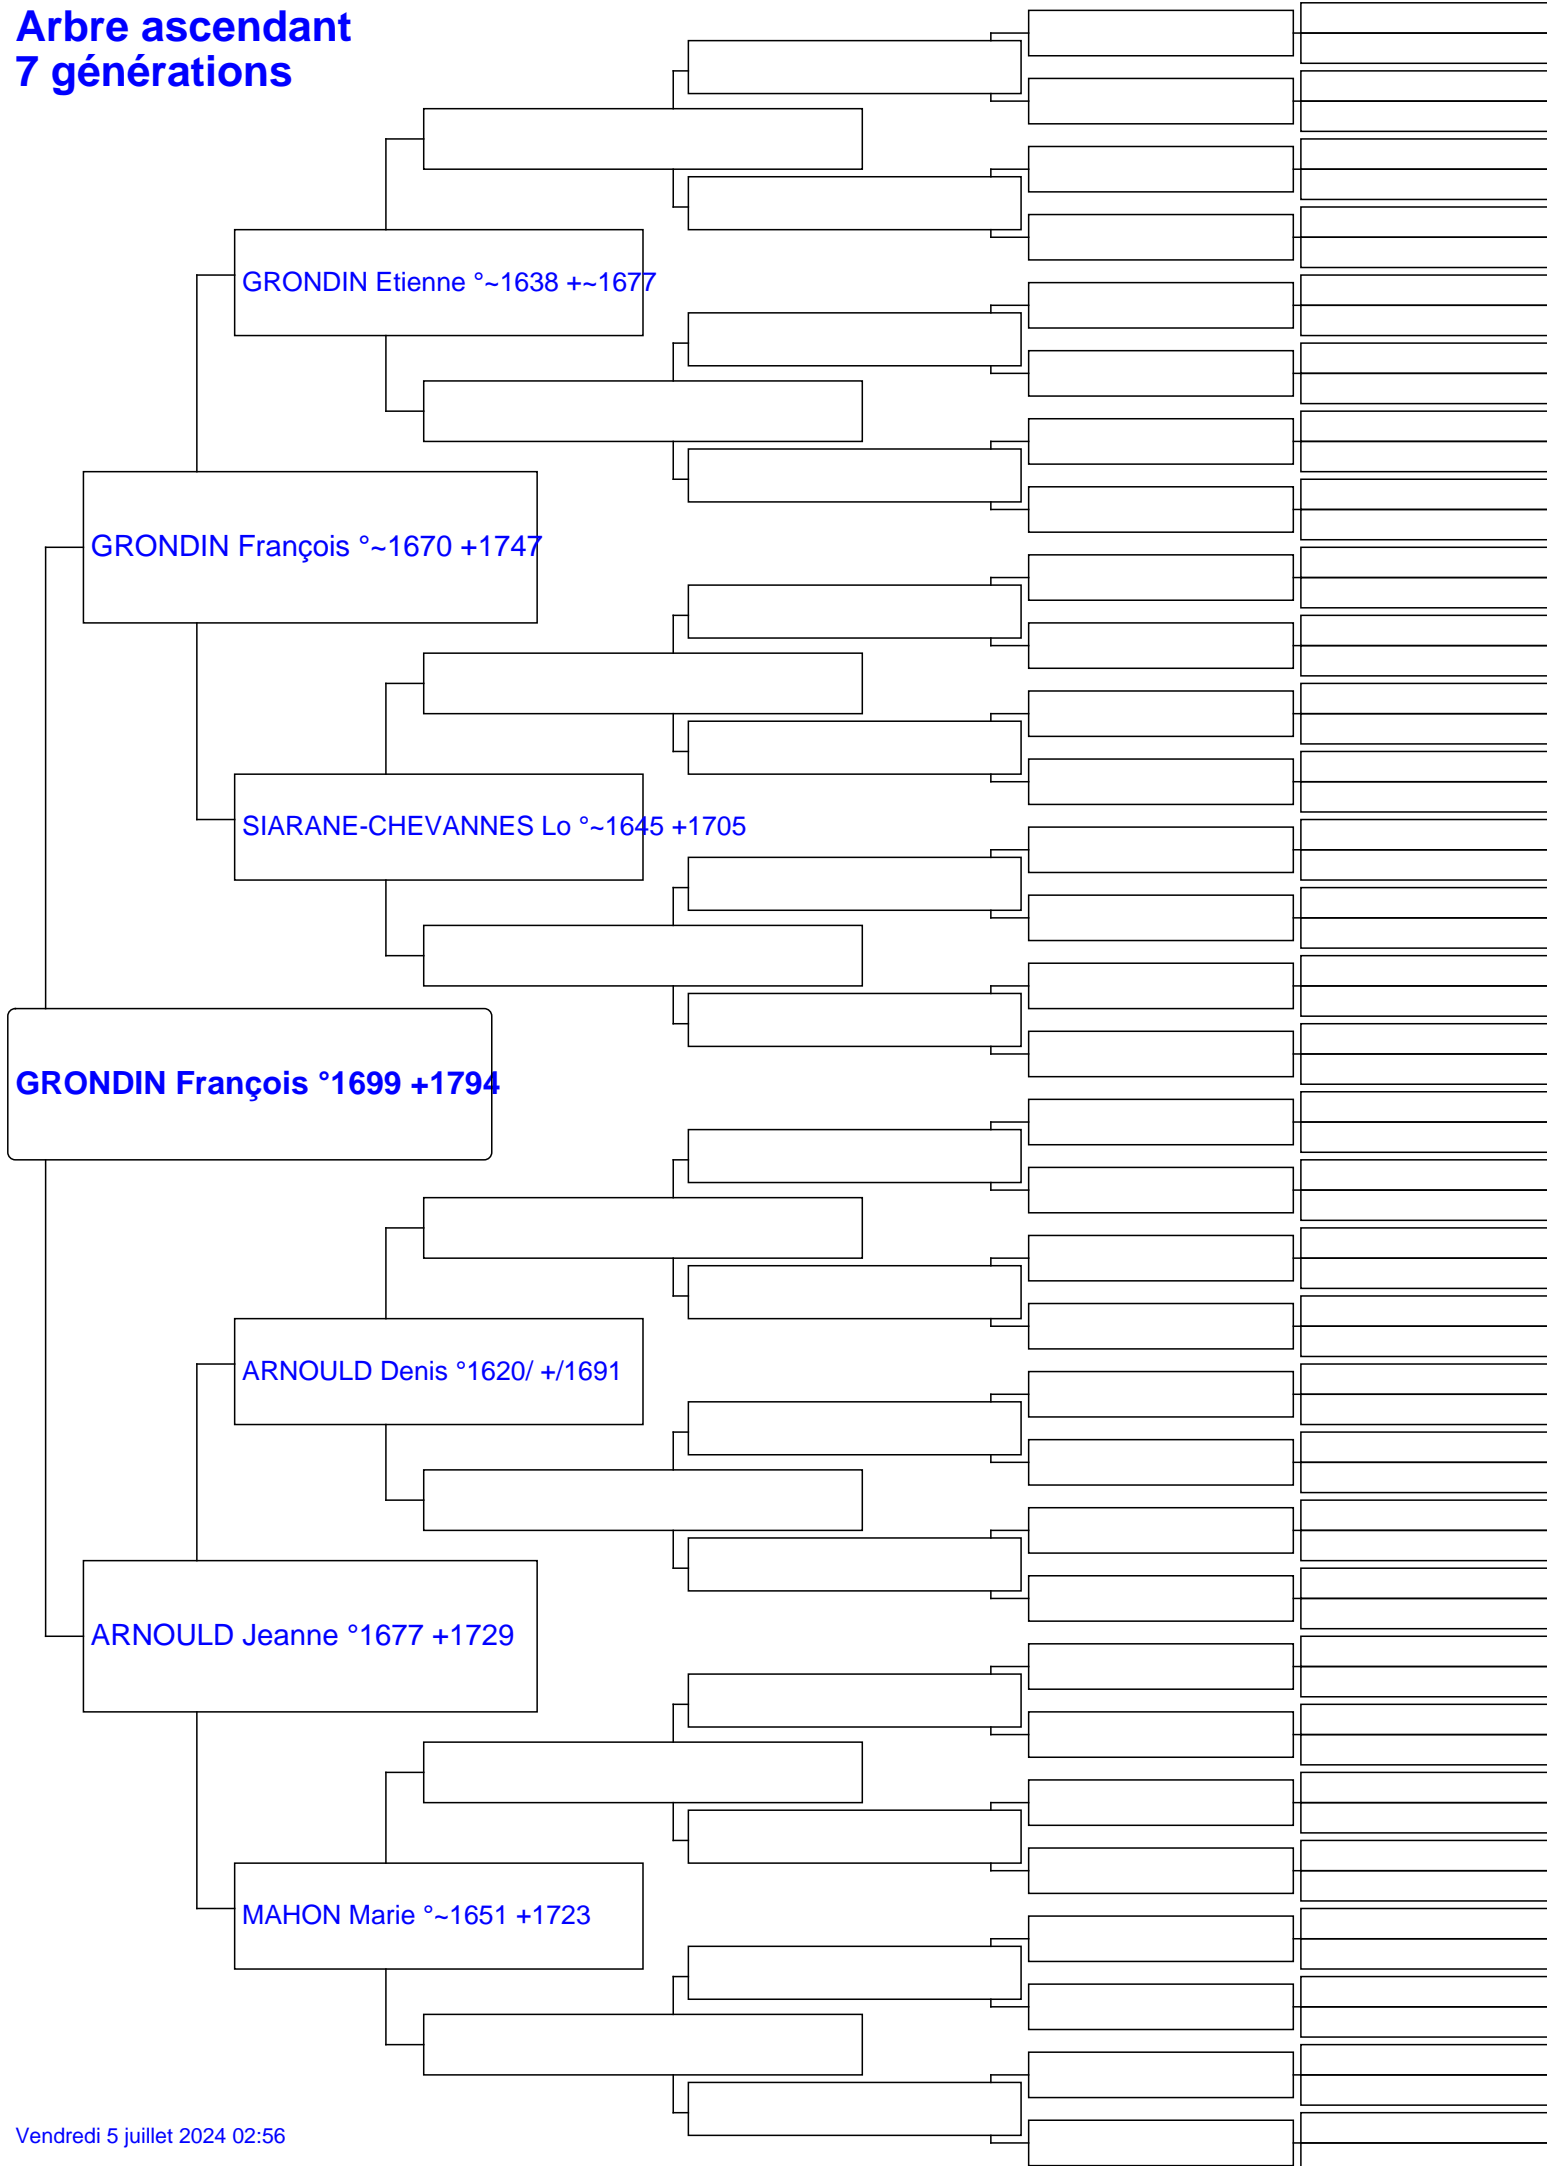 Arbre ascendant
7 générations
GRONDIN Etienne °~1638 +~1677
GRONDIN François °~1670 +1747
SIARANE-CHEVANNES Lo °~1645 +1705
GRONDIN François °1699 +1794
ARNOULD Denis °1620/ +/1691
ARNOULD Jeanne °1677 +1729
MAHON Marie °~1651 +1723
Vendredi 5 juillet 2024 02:56